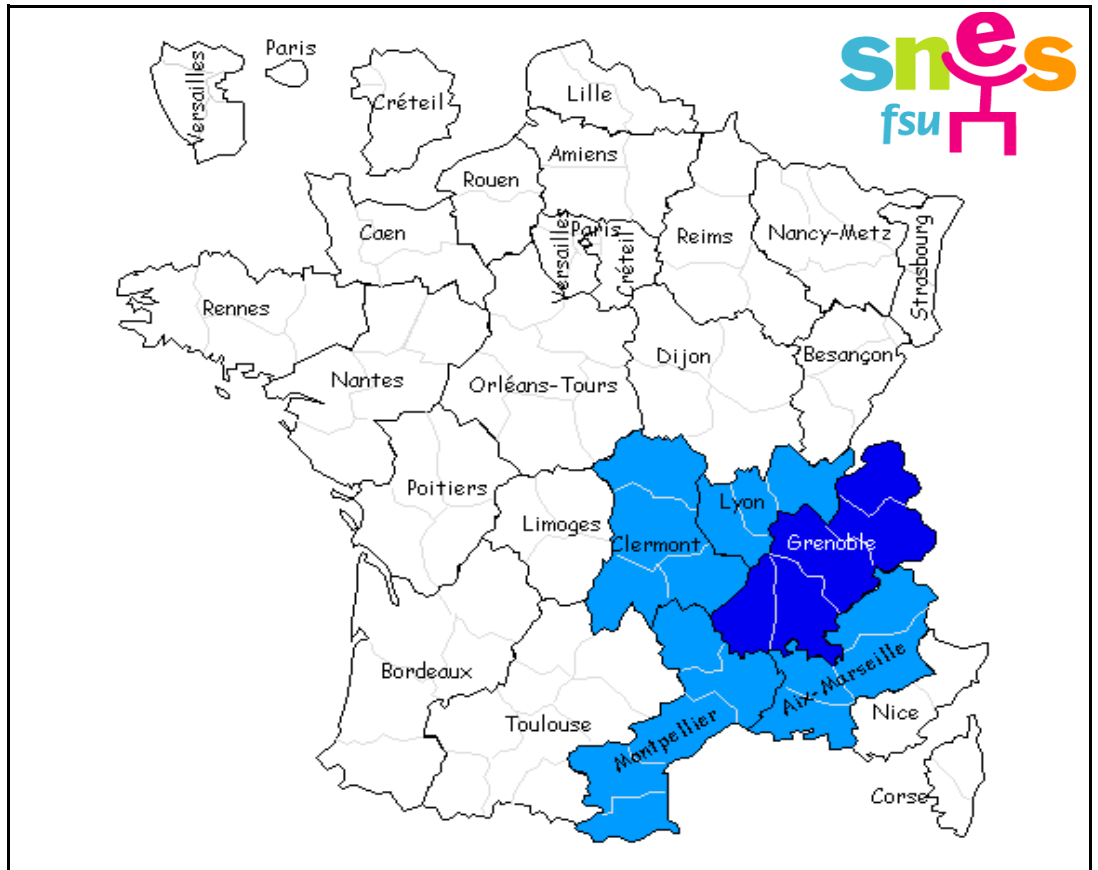 Paris
Versailles
Créteil
snes
fsu
Lille
Amiens
Rouen
Caen
Versailles
Paris
Créteil
Reims
Nancy-Metz
Strasbourg
Rennes
Nantes
Orléans-Tours
Dijon
Besançon
Poitiers
Limoges
Clermont
Lyon
Grenoble
Bordeaux
Toulouse
Montpellier
Aix-Marseille
Nice
Corse